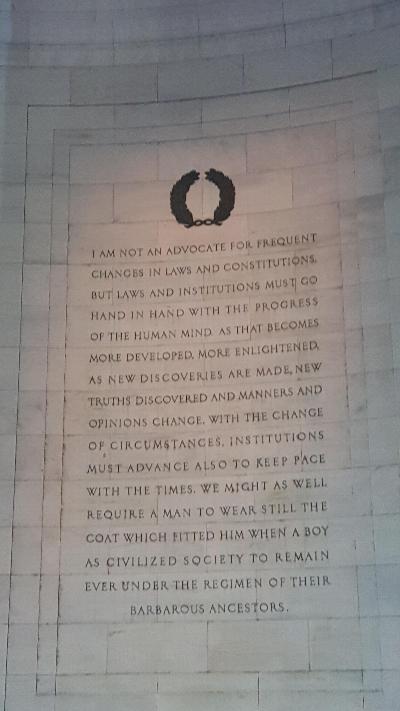 I AM NOT AN ADVOCATE FOR FREQUENT
CHANGES IN LAWS AND CONSTITUTIONS.
BUT LAWS AND INSTITUTIONS MUST GO
HAND IN HAND WITH THE PROGRESS
OF THE HUMAN MIND. AS THAT BECOMES
MORE DEVELOPED, MORE ENLIGHTENED,
AS NEW DISCOVERIES ARE MADE, NEW
TRUTHS DISCOVERED AND MANNERS AND
OPINIONS CHANGE, WITH THE CHANGE
OF CIRCUMSTANCES, INSTITUTIONS
MUST ADVANCE ALSO TO KEEP PACE
WITH THE TIMES. WE MIGHT AS WELL
REQUIRE A MAN TO WEAR STILL THE
COAT WHICH FITTED HIM WHEN A BOY
AS CIVILIZED SOCIETY TO REMAIN
EVER UNDER THE REGIMEN OF THEIR
BARBAROUS ANCESTORS.